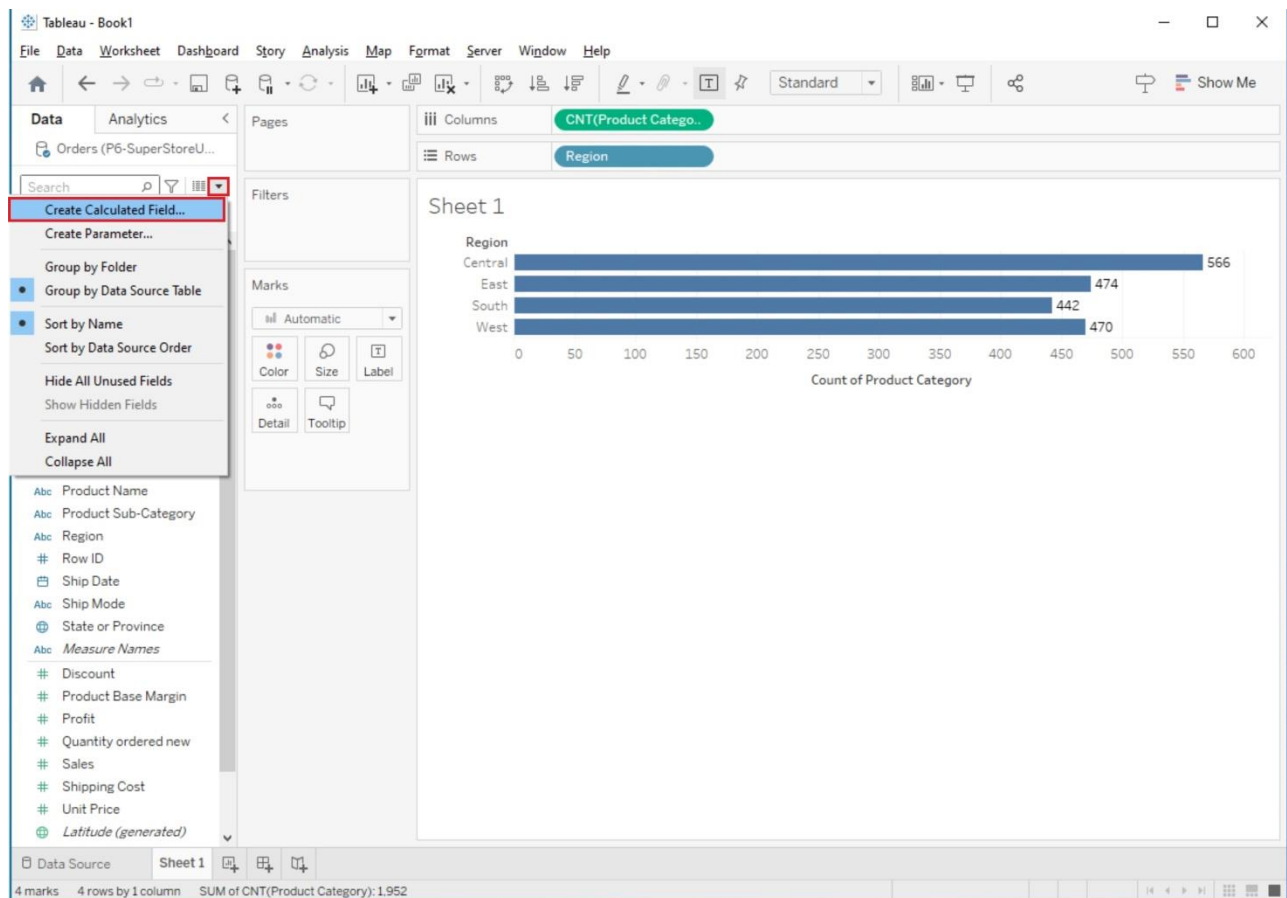 Tableau - Book1
File Data Worksheet Dashboard Story Analysis Map Format Server Window Help
Standard
Show Me
Data Analytics
Orders (P6-SuperStoreU...
Search
Create Calculated Field...
Create Parameter...
Group by Folder
Group by Data Source Table
Sort by Name
Sort by Data Source Order
Hide All Unused Fields
Show Hidden Fields
Expand All
Collapse All
Abc Product Name
Abc Product Sub-Category
Abc Region
# Row ID
Ship Date
Abc Ship Mode
State or Province
Abc Measure Names
# Discount
# Product Base Margin
# Profit
# Quantity ordered new
# Sales
# Shipping Cost
# Unit Price
Latitude (generated)
Pages
Filters
Marks
Automatic
Color Size Label
Detail Tooltip
Columns CNT(Product Catego..
Rows Region
Sheet 1
Region
Central 566
East 474
South 442
West 470
0 50 100 150 200 250 300 350 400 450 500 550 600
Count of Product Category
Data Source Sheet 1
4 marks 4 rows by 1 column SUM of CNT(Product Category): 1,952